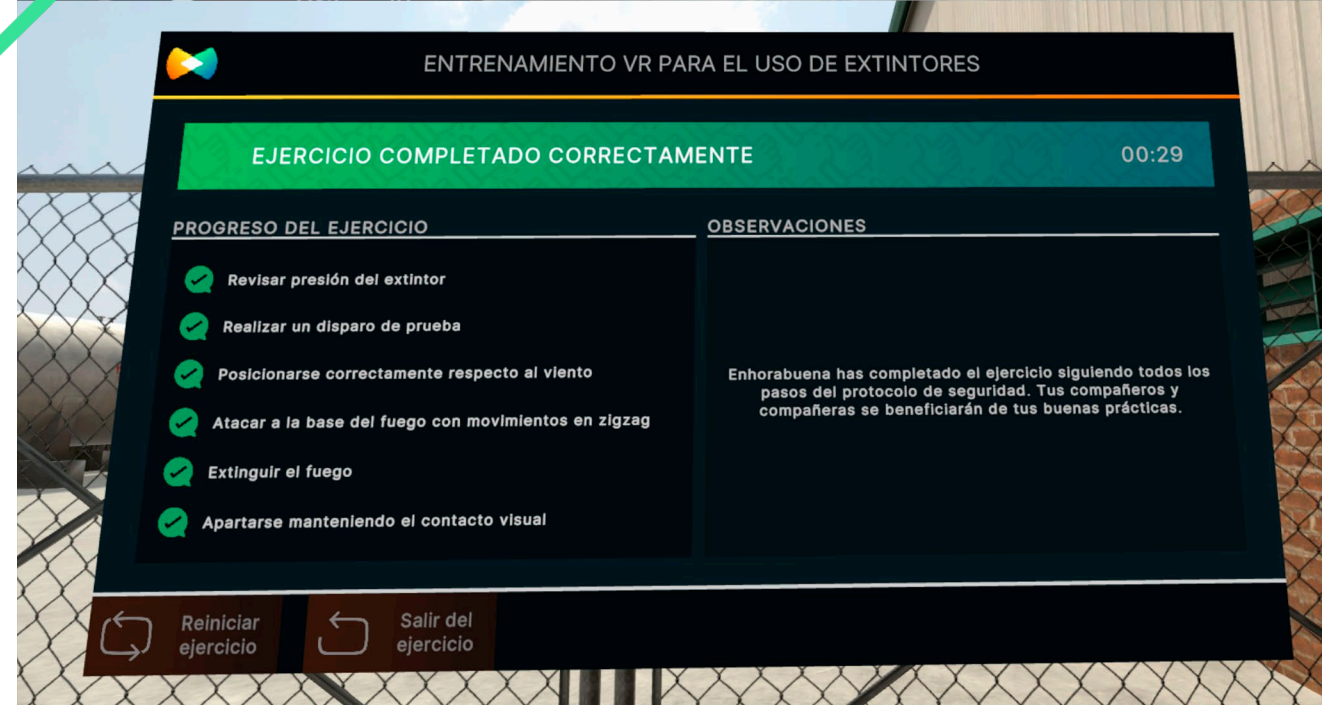 ENTRENAMIENTO VR PARA EL USO DE EXTINTORES
EJERCICIO COMPLETADO CORRECTAMENTE
00:29
PROGRESO DEL EJERCICIO
Revisar presión del extintor
Realizar un disparo de prueba
Posicionarse correctamente respecto al viento
Atacar a la base del fuego con movimientos en zigzag
Extinguir el fuego
Apartarse manteniendo el contacto visual
OBSERVACIONES
Enhorabuena has completado el ejercicio siguiendo todos los
pasos del protocolo de seguridad. Tus compañeros y
compañeras se beneficiarán de tus buenas prácticas.
Reiniciar
ejercicio
Salir del
ejercicio